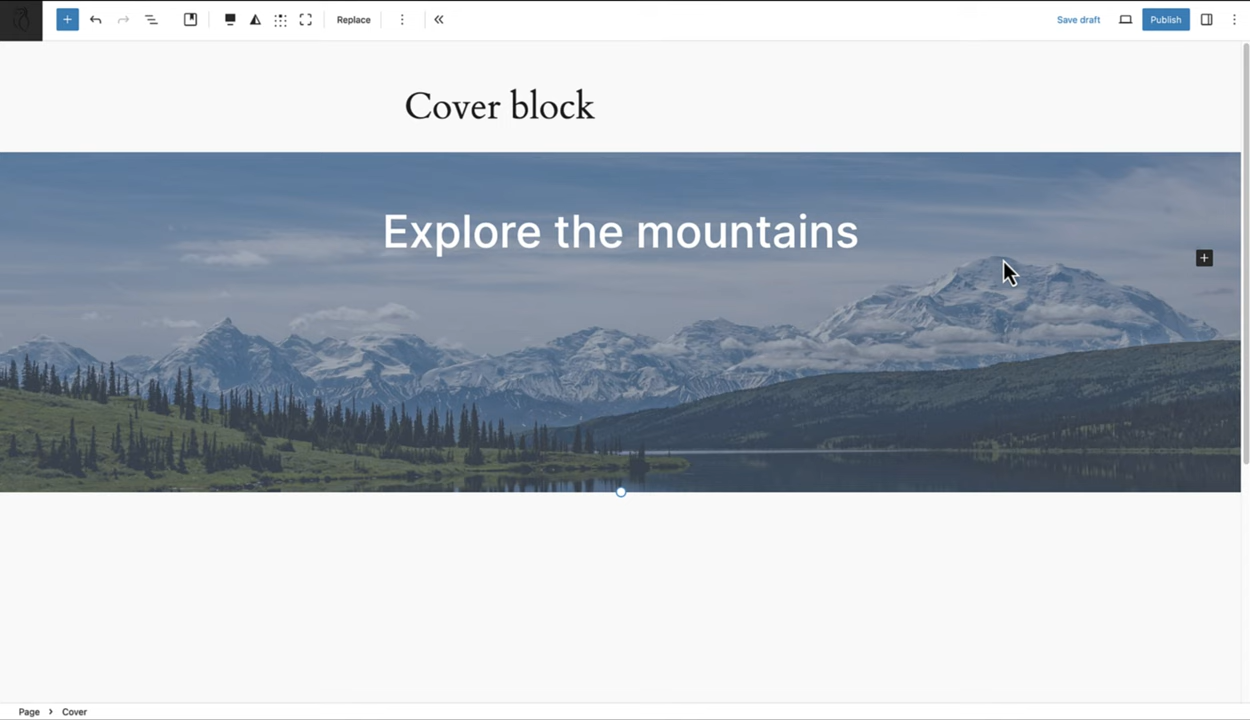 Replace
Save draft
Publish
Cover block
Explore the mountains
Page > Cover